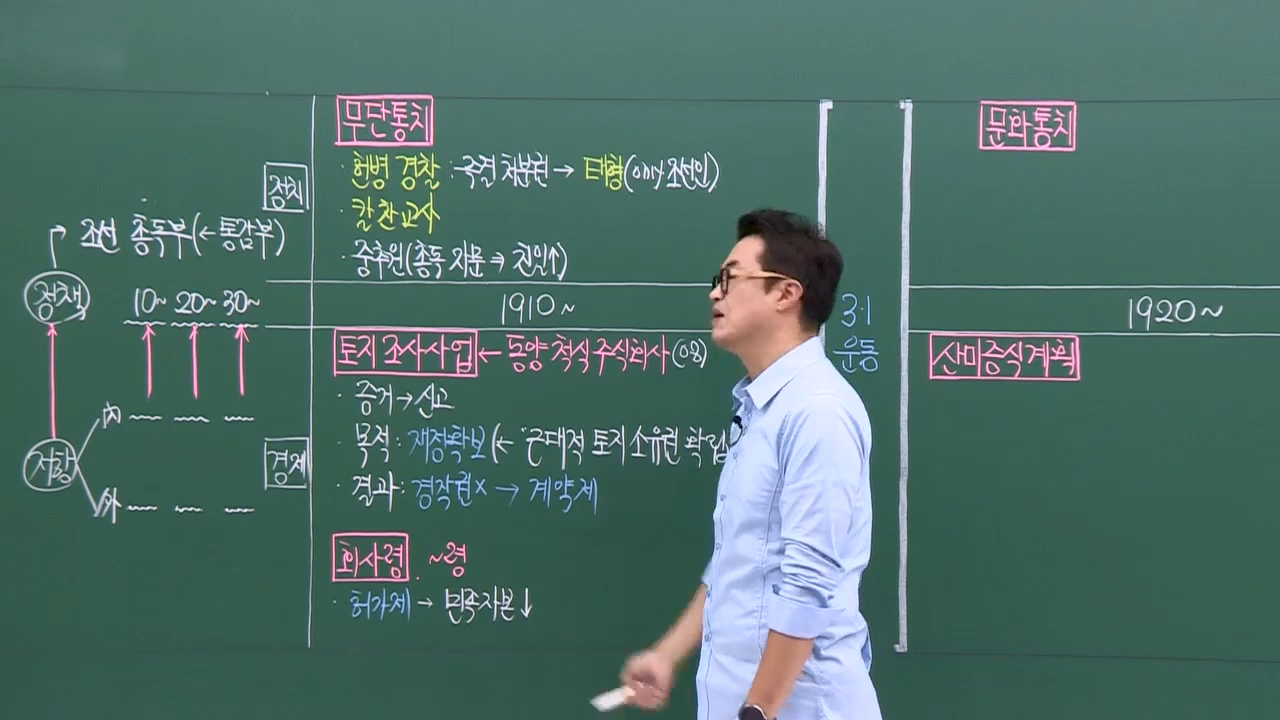 조선 총독부(← 통감부)
정책
10~ 20~ 30~
저항
內
外
정치
무단통치
· 헌병 경찰 : 즉결 처분권 → 태형(only 조선인)
· 칼 찬 교사
· 중추원(총독 자문 ⇒ 친일↑)
1910~
경제
토지 조사 사업 ← 동양 척식 주식회사(08)
· 증거 → 신고
· 목적 : 재정확보(← 근대적 토지 소유권 확립
· 결과 : 경작권× → 계약제
회사령 ~령
· 허가제 → 민족자본↓
3·1
운동
문화통치
1920~
산미증식계획